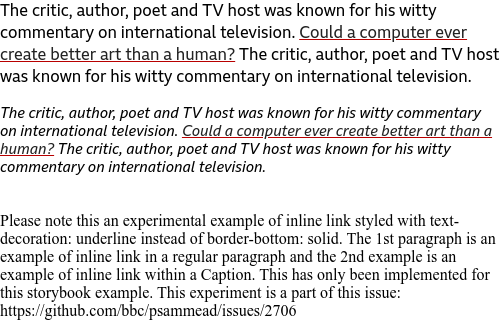 The critic, author, poet and TV host was known for his witty
commentary on international television. Could a computer ever
create better art than a human? The critic, author, poet and TV host
was known for his witty commentary on international television.
The critic, author, poet and TV host was known for his witty commentary
on international television. Could a computer ever create better art than a
human? The critic, author, poet and TV host was known for his witty
commentary on international television.
Please note this an experimental example of inline link styled with text-
decoration: underline instead of border-bottom: solid. The 1st paragraph is an
example of inline link in a regular paragraph and the 2nd example is an
example of inline link within a Caption. This has only been implemented for
this storybook example. This experiment is a part of this issue:
https://github.com/bbc/psammead/issues/2706